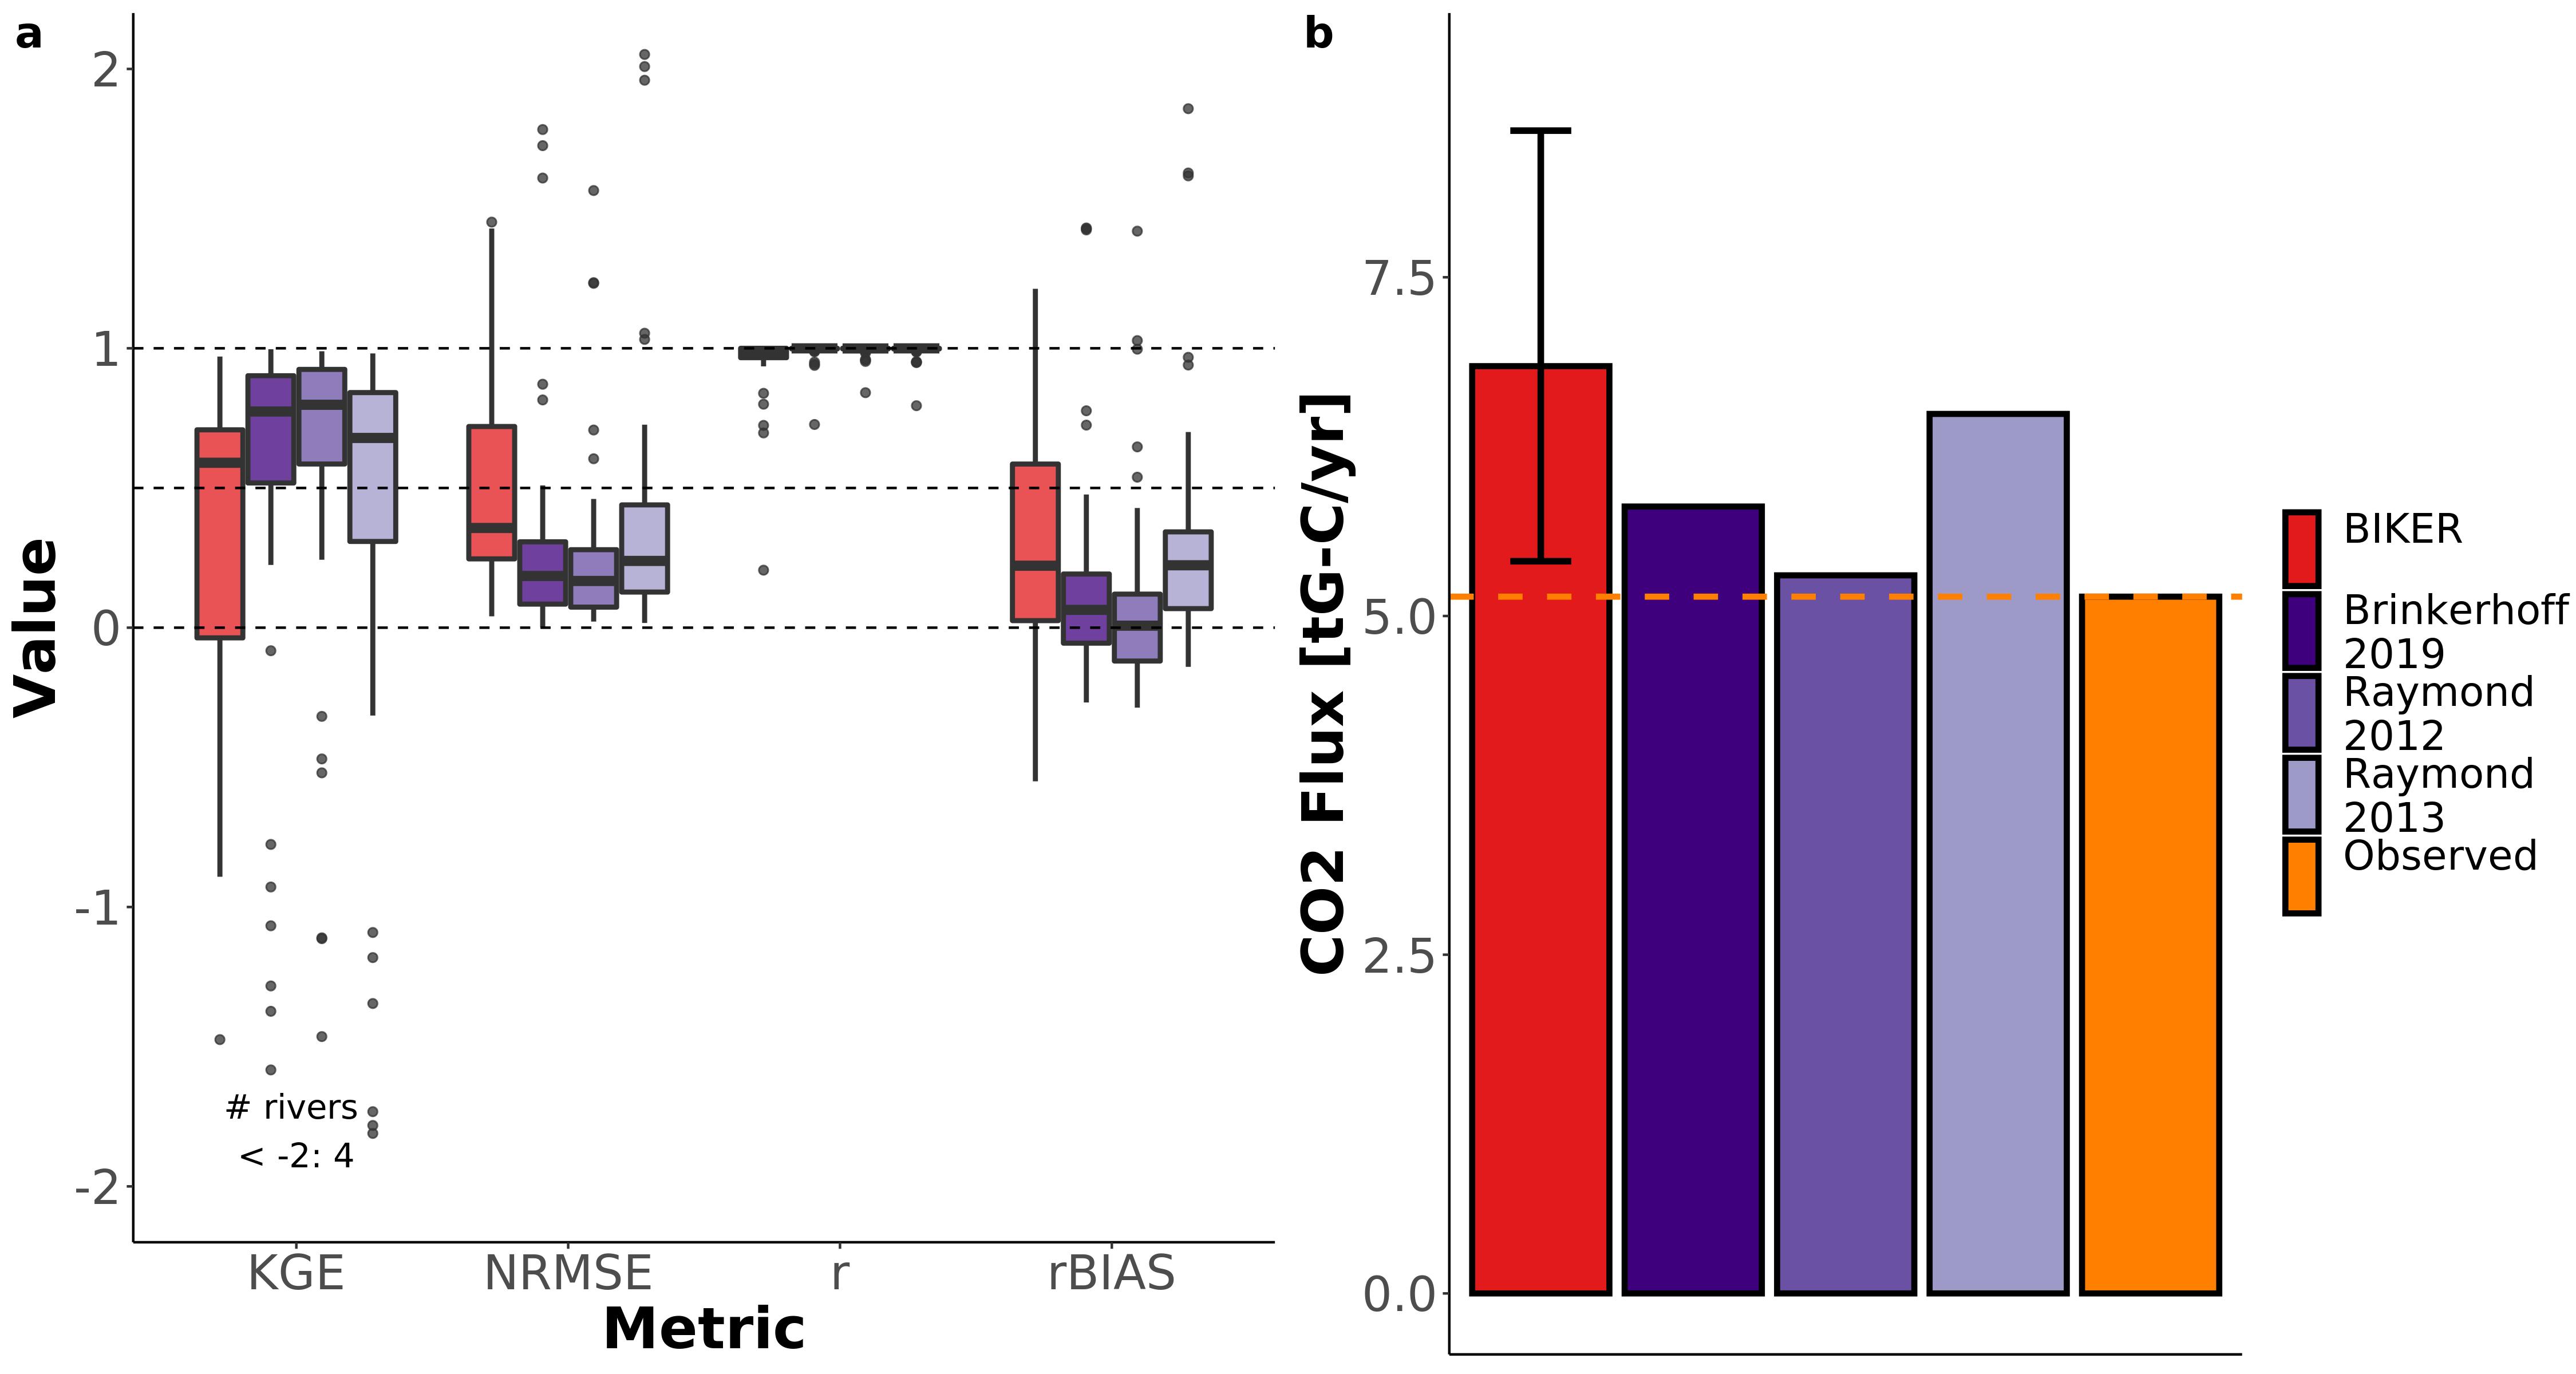 a
Value
2
1
0
-1
-2
# rivers
< -2: 4
KGE
NRMSE
r
rBIAS
Metric
b
CO2 Flux [tG-C/yr]
7.5
5.0
2.5
0.0
BIKER
Brinkerhoff
2019
Raymond
2012
Raymond
2013
Observed